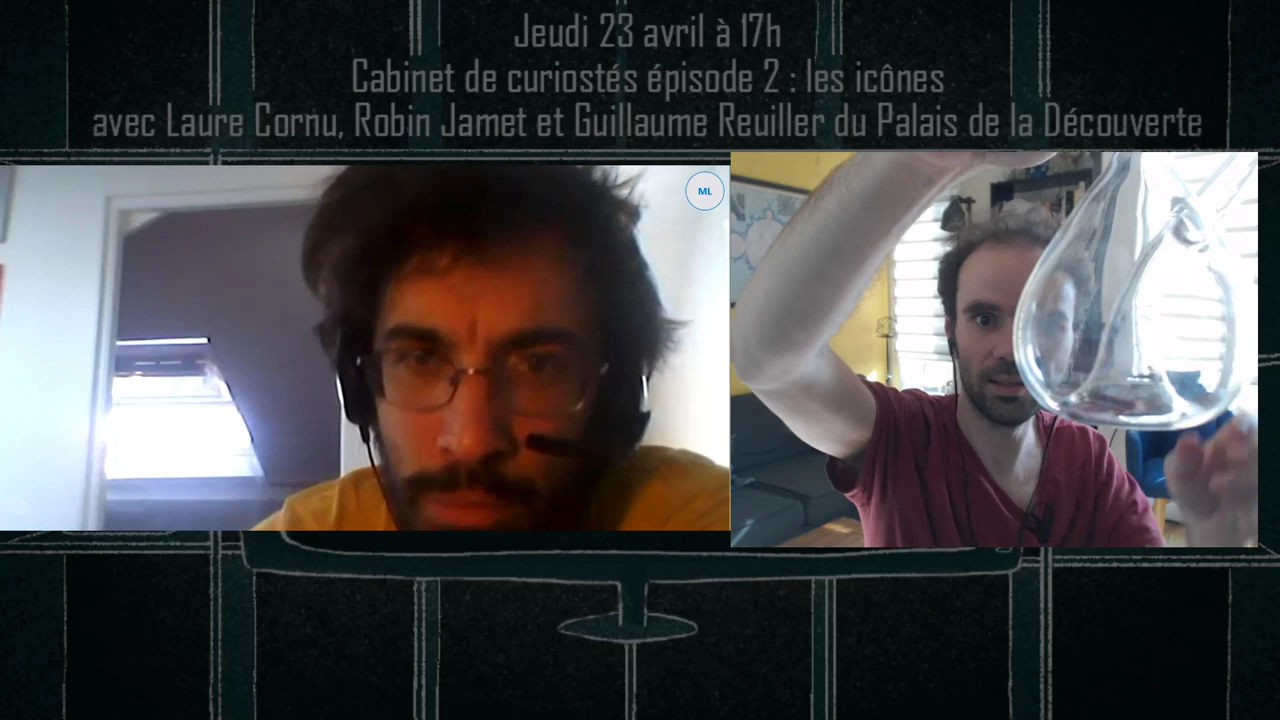 Jeudi 23 avril à 17h
Cabinet de curiostés épisode 2 : les icônes
avec Laure Cornu, Robin Jamet et Guillaume Reuiller du Palais de la Découverte
ML